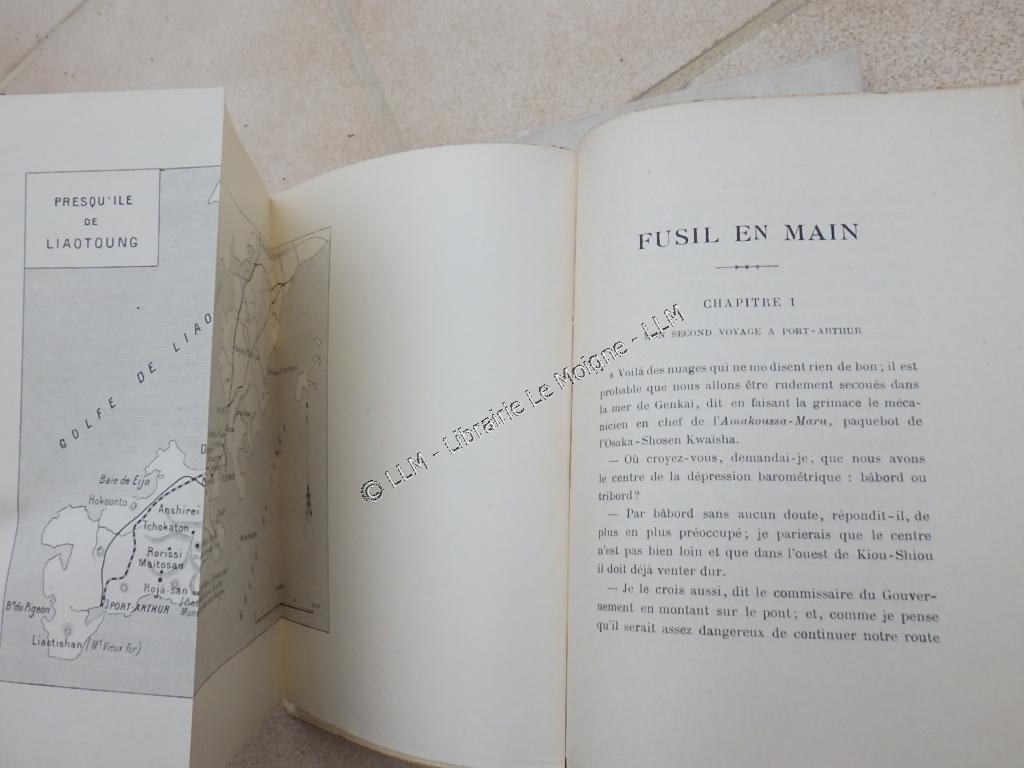 PRESQU'ILE
DE
LIAOTOUNG
GOLFE DE LIAO
Baie de Eijo
Hokounto
Anshireï
Tchokaton
Rorissi
Maitosan
Roja-san
Bie du Pigeon
PORT-ARTHUR
Liaotishan (Mt Vieux Fer)
FUSIL EN MAIN
CHAPITRE I
SECOND VOYAGE A PORT-ARTHUR
« Voilà des nuages qui ne me disent rien de bon ; il est
probable que nous allons être rudement secoués dans
la mer de Genkaï, dit en faisant la grimace le méca-
nicien en chef de l'Amakoussa-Maru, paquebot de
l'Osaka-Shosen Kwaïsha.
— Où croyez-vous, demandai-je, que nous avons
le centre de la dépression barométrique : bâbord ou
tribord ?
— Par bâbord sans aucun doute, répondit-il, de
plus en plus préoccupé ; je parierais que le centre
n'est pas bien loin et que dans l'ouest de Kiou-Shiou
il doit déjà venter dur.
— Je le crois aussi, dit le commissaire du Gouver-
nement en montant sur le pont ; et, comme je pense
qu'il serait assez dangereux de continuer notre route
© LLM - Librairie Le Moigne - LLM